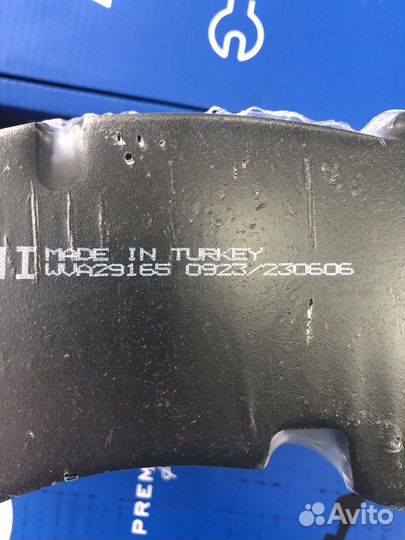 MADE IN TURKEY
WVA29165 0923/230606
PREM
Avito